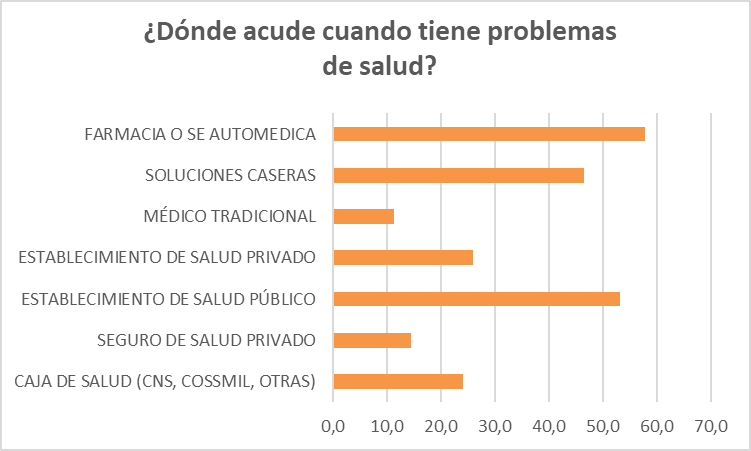 ¿Dónde acude cuando tiene problemas
de salud?
FARMACIA O SE AUTOMEDICA
SOLUCIONES CASERAS
MÉDICO TRADICIONAL
ESTABLECIMIENTO DE SALUD PRIVADO
ESTABLECIMIENTO DE SALUD PÚBLICO
SEGURO DE SALUD PRIVADO
CAJA DE SALUD (CNS, COSSMIL, OTRAS)
0,0 10,0 20,0 30,0 40,0 50,0 60,0 70,0